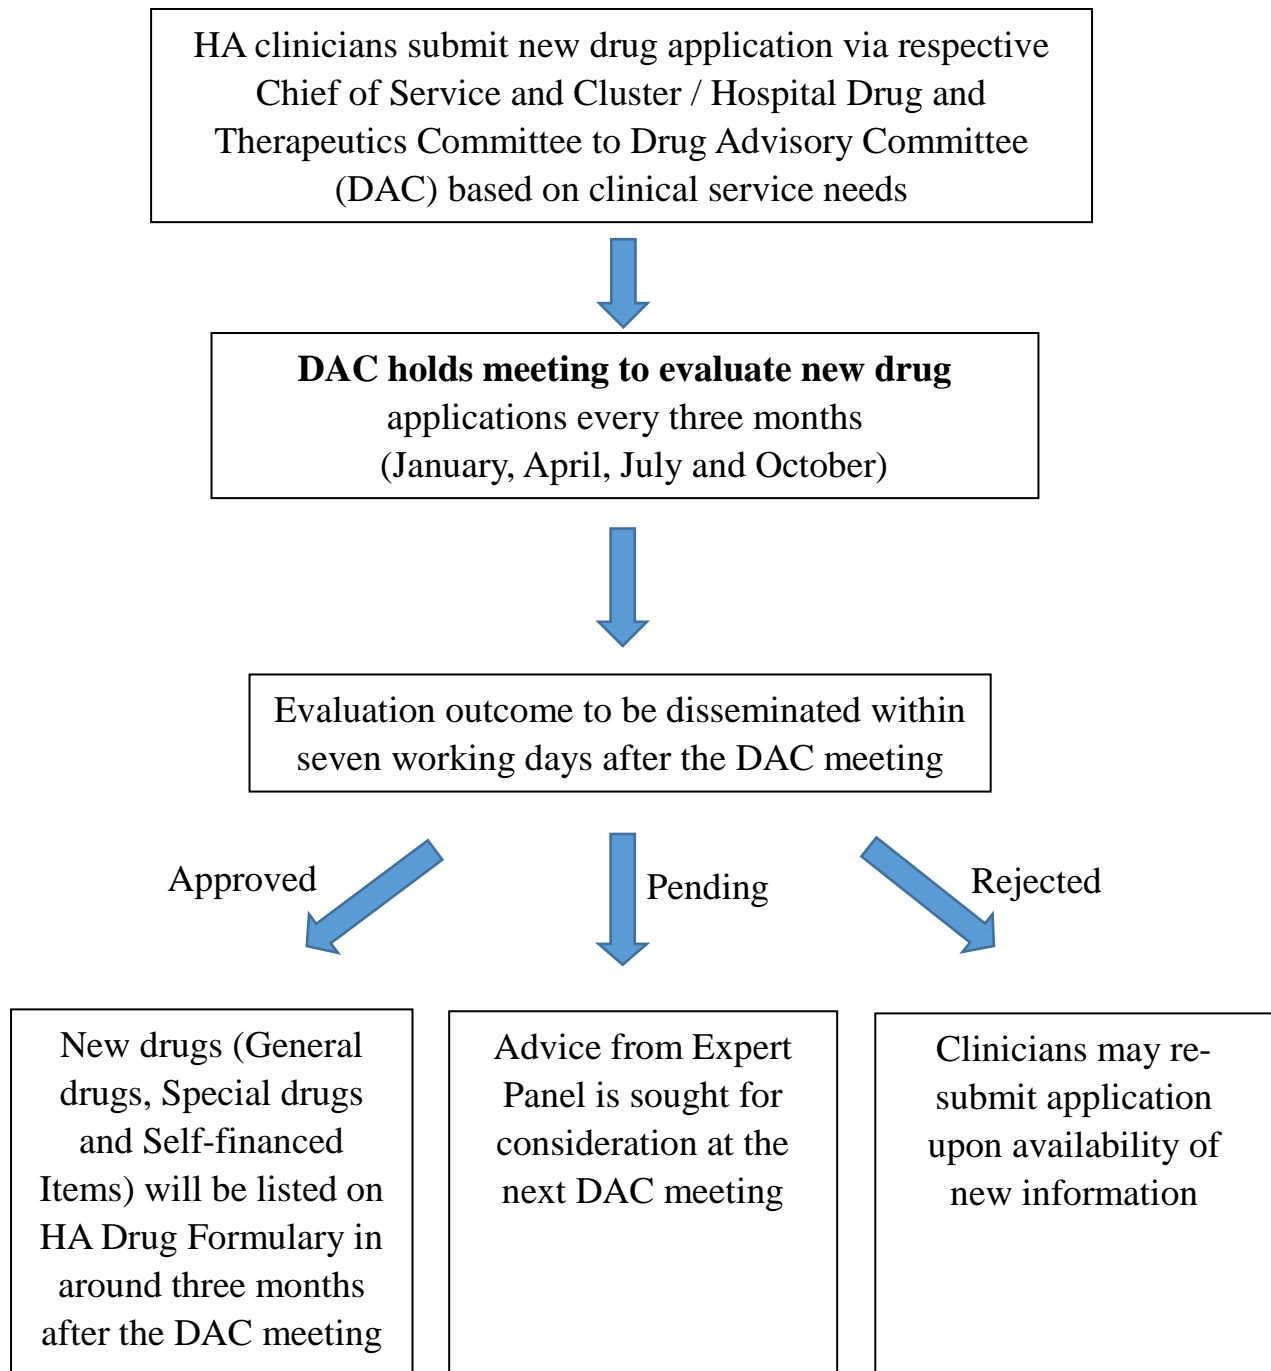 HA clinicians submit new drug application via respective
Chief of Service and Cluster / Hospital Drug and
Therapeutics Committee to Drug Advisory Committee
(DAC) based on clinical service needs
DAC holds meeting to evaluate new drug
applications every three months
(January, April, July and October)
Evaluation outcome to be disseminated within
seven working days after the DAC meeting
Approved
Pending
Rejected
New drugs (General
drugs, Special drugs
and Self-financed
Items) will be listed on
HA Drug Formulary in
around three months
after the DAC meeting
Advice from Expert
Panel is sought for
consideration at the
next DAC meeting
Clinicians may re-
submit application
upon availability of
new information